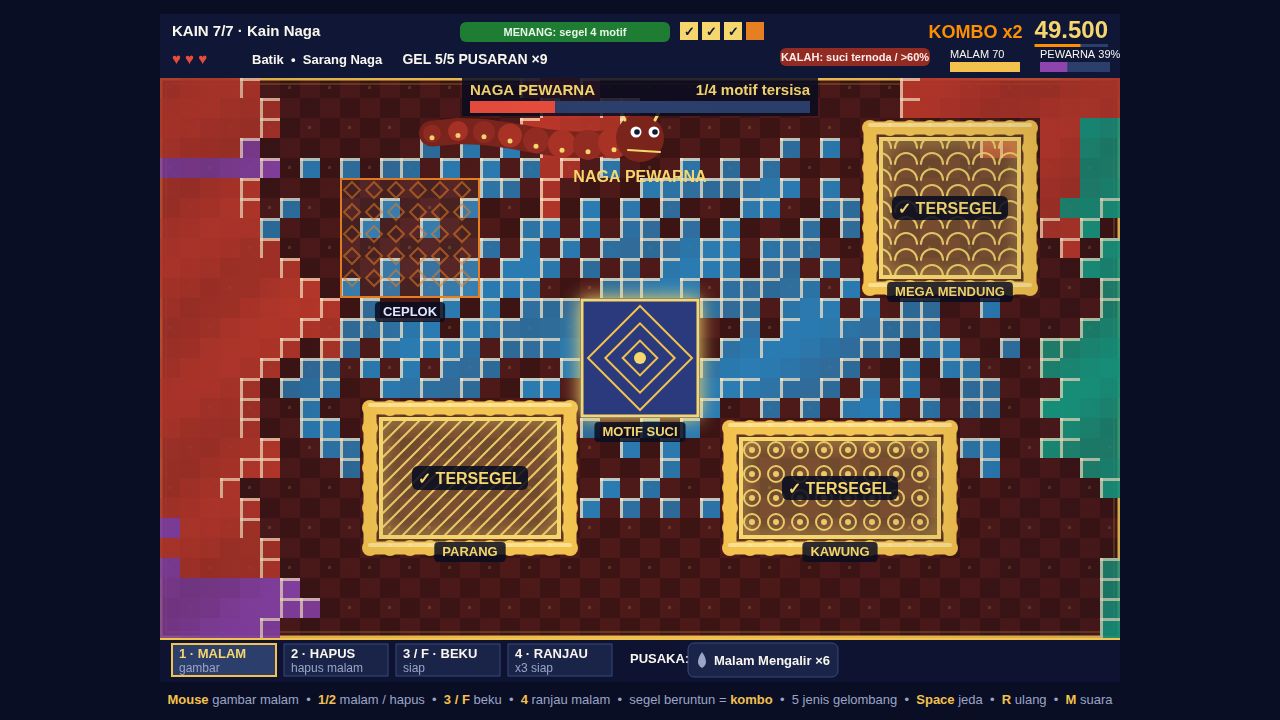 KAIN 7/7 · Kain Naga
MENANG: segel 4 motif
✓ ✓ ✓
KOMBO x2 49.500
♥ ♥ ♥ Batik • Sarang Naga GEL 5/5 PUSARAN ×9
KALAH: suci ternoda / >60%
MALAM 70
PEWARNA 39%
NAGA PEWARNA 1/4 motif tersisa
NAGA PEWARNA
✓ TERSEGEL
MEGA MENDUNG
CEPLOK
MOTIF SUCI
✓ TERSEGEL
PARANG
✓ TERSEGEL
KAWUNG
1 · MALAM
gambar
2 · HAPUS
hapus malam
3 / F · BEKU
siap
4 · RANJAU
x3 siap
PUSAKA: Malam Mengalir ×6
Mouse gambar malam • 1/2 malam / hapus • 3 / F beku • 4 ranjau malam • segel beruntun = kombo • 5 jenis gelombang • Space jeda • R ulang • M suara